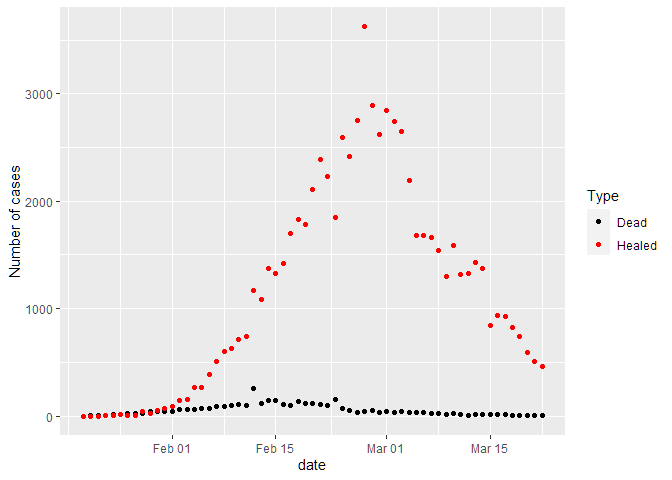 3000
2000
1000
0
Number of cases
Feb 01
Feb 15
Mar 01
Mar 15
date
Type
Dead
Healed